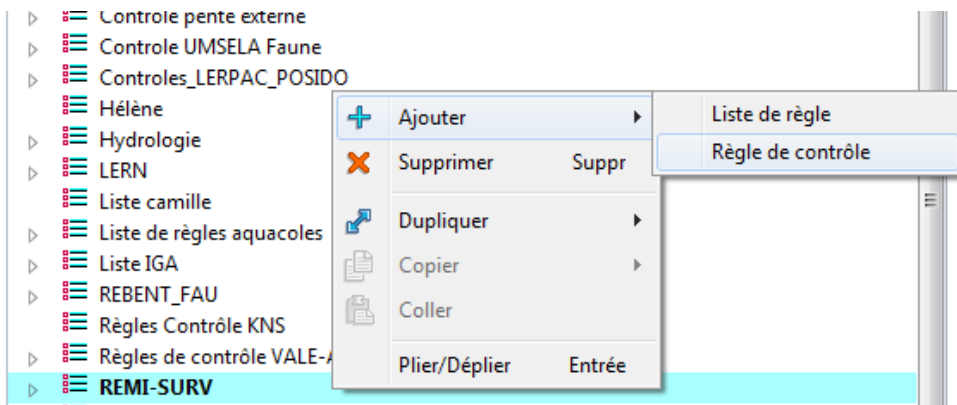 Controle pente externe
Controle UMSELA Faune
Controles_LERPAC_POSIDO
Hélène
Hydrologie
LERN
Liste camille
Liste de règles aquacoles
Liste IGA
REBENT_FAU
Règles Contrôle KNS
Règles de contrôle VALE-
REMI-SURV
Ajouter
Supprimer Suppr
Dupliquer
Copier
Coller
Plier/Déplier Entrée
Liste de règle
Règle de contrôle